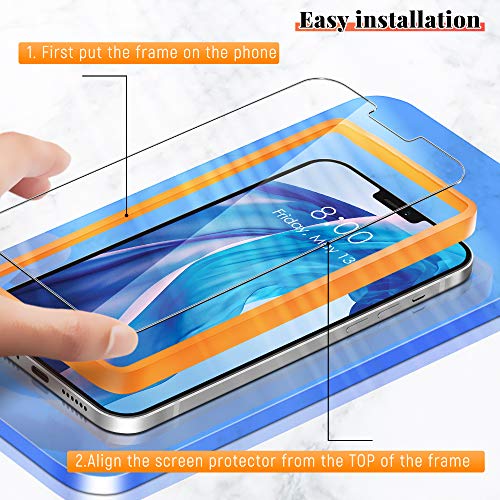 Easy installation
1. First put the frame on the phone
8:00
Friday, May 13
2.Align the screen protector from the TOP of the frame